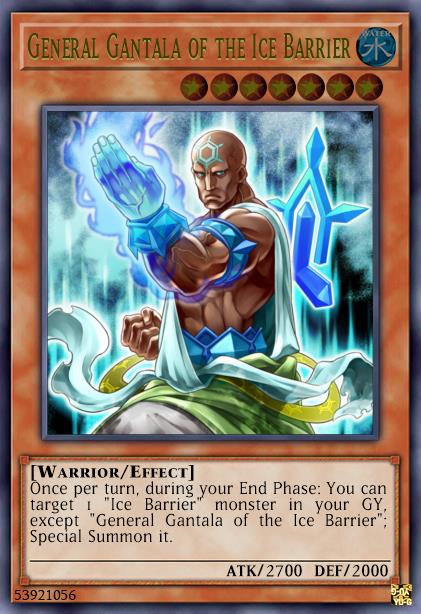 General Gantala of the Ice Barrier
WATER
水
[Warrior/Effect]
Once per turn, during your End Phase: You can
target 1 "Ice Barrier" monster in your GY,
except "General Gantala of the Ice Barrier";
Special Summon it.
ATK/2700 DEF/2000
53921056